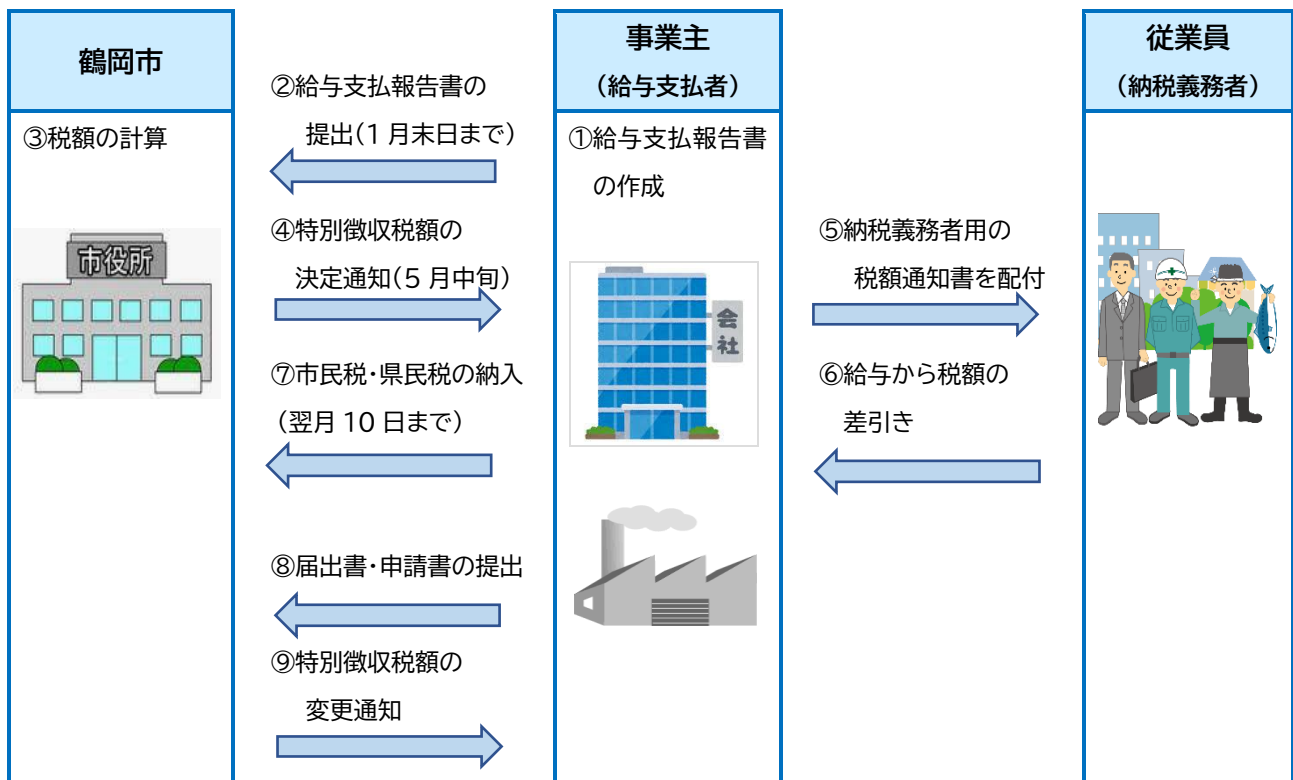 鶴岡市
事業主
(給与支払者)
従業員
(納税義務者)
③税額の計算
市役所
②給与支払報告書の
提出(1月末日まで)
①給与支払報告書
の作成
④特別徴収税額の
決定通知(5月中旬)
会社
⑤納税義務者用の
税額通知書を配付
⑥給与から税額の
差引き
⑦市民税・県民税の納入
(翌月10日まで)
⑧届出書・申請書の提出
⑨特別徴収税額の
変更通知